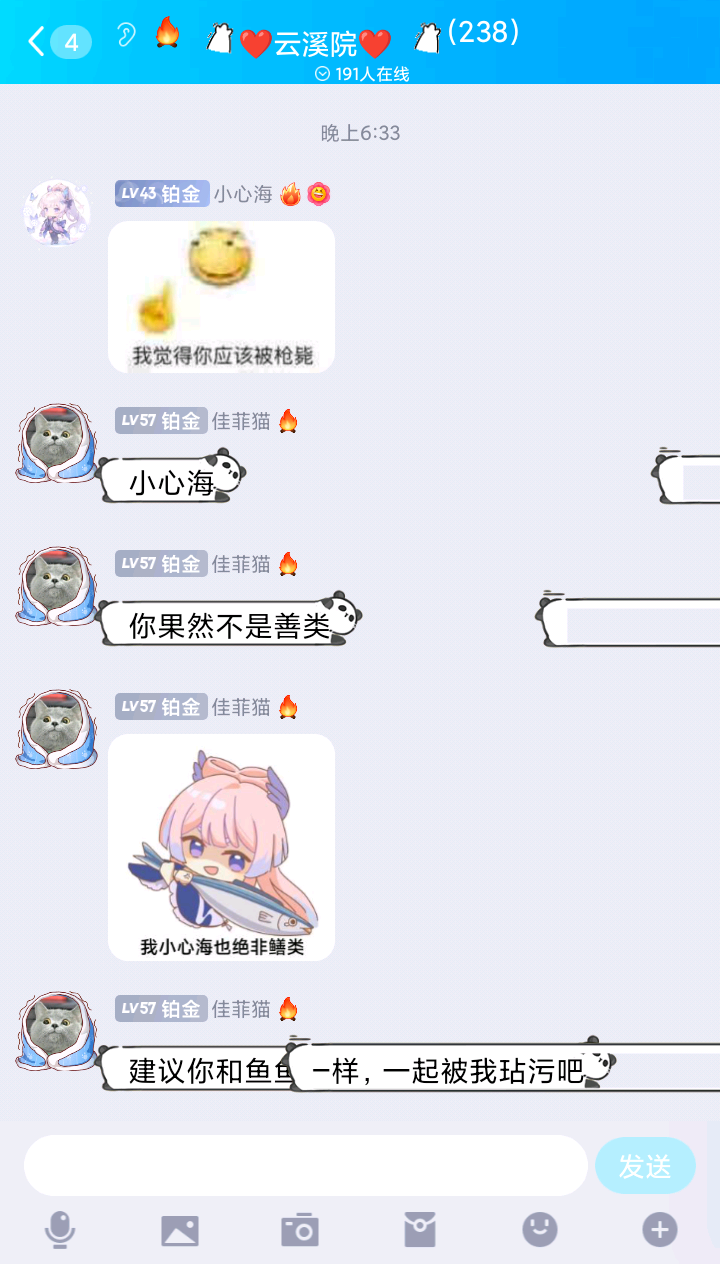 4
云溪院
(238)
191人在线
晚上6:33
LV43 铂金 小心海
我觉得你应该被枪毙
LV57 铂金 佳菲猫
小心海
LV57 铂金 佳菲猫
你果然不是善类
LV57 铂金 佳菲猫
我小心海也绝非鳝类
LV57 铂金 佳菲猫
建议你和鱼鱼一样，一起被我玷污吧
发送